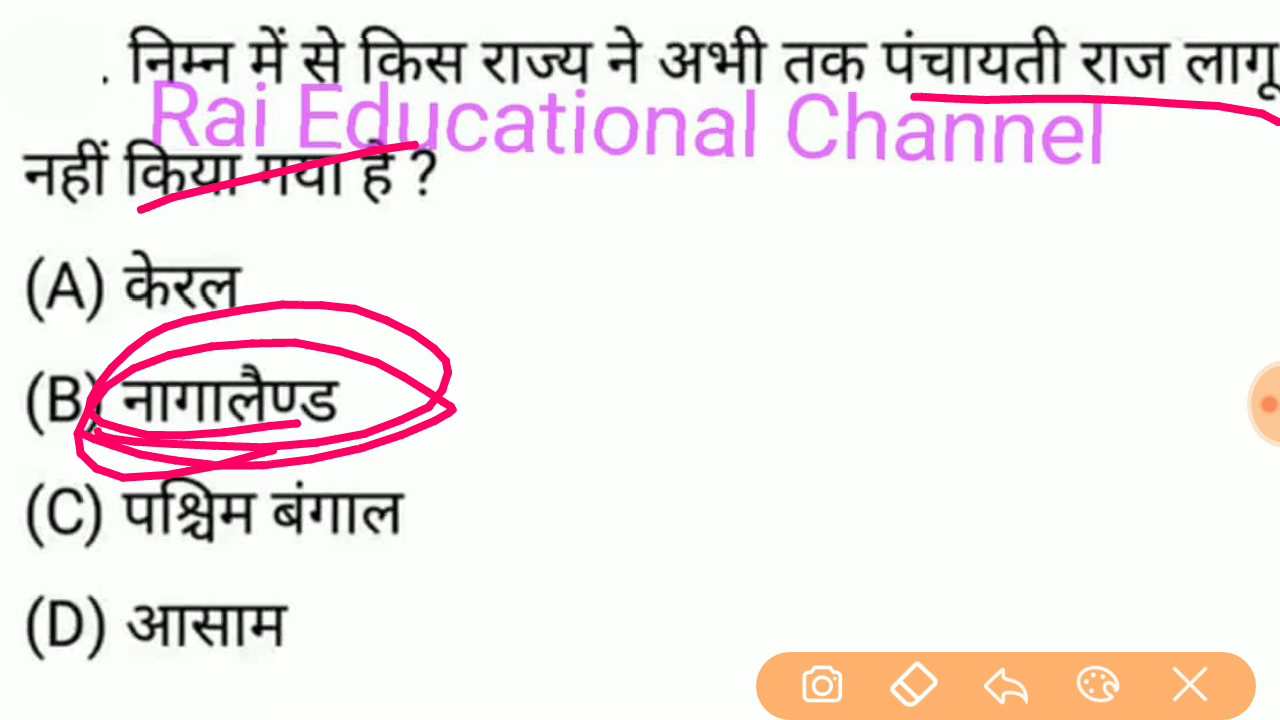 . निम्न में से किस राज्य ने अभी तक पंचायती राज लागू
Rai Educational Channel
नहीं किया गया है ?
(A) केरल
(B) नागालैण्ड
(C) पश्चिम बंगाल
(D) आसाम